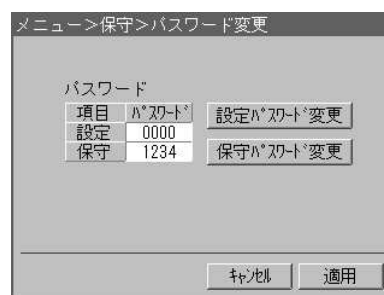 メニュー＞保守＞パスワード変更
パスワード
項目 ﾊﾟｽﾜｰﾄﾞ
設定 0000 設定ﾊﾟｽﾜｰﾄﾞ変更
保守 1234 保守ﾊﾟｽﾜｰﾄﾞ変更
ｷｬﾝｾﾙ 適用